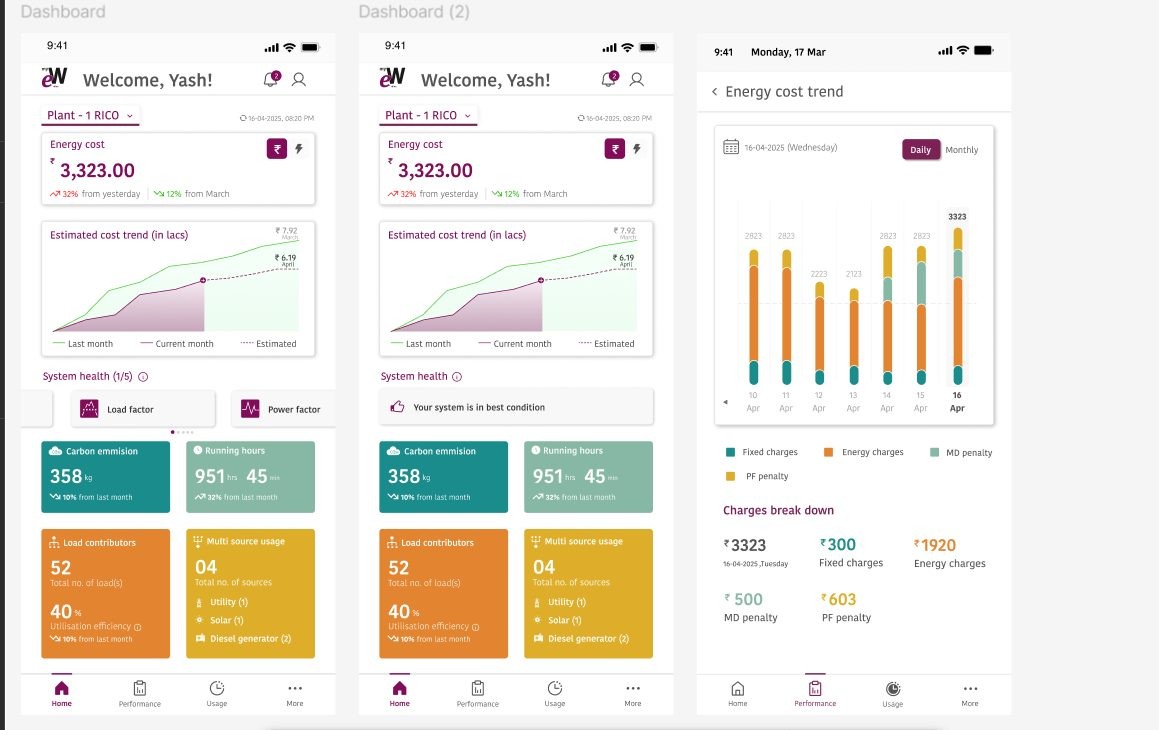 Dashboard
9:41
eW
Welcome, Yash!
2
Plant - 1 RICO
16-04-2025, 08:20 PM
Energy cost
₹
₹ 3,323.00
32% from yesterday
12% from March
Estimated cost trend (in lacs)
₹ 7.92
March
₹ 6.19
April
Last month
Current month
Estimated
System health (1/5)
Load factor
Power factor
Carbon emmision
358 kg
10% from last month
Running hours
951 hrs 45 min
32% from last month
Load contributors
52
Total no. of load(s)
40 %
Utilisation efficiency
10% from last month
Multi source usage
04
Total no. of sources
Utility (1)
Solar (1)
Diesel generator (2)
Home
Performance
Usage
More
Dashboard (2)
9:41
eW
Welcome, Yash!
2
Plant - 1 RICO
16-04-2025, 08:20 PM
Energy cost
₹
₹ 3,323.00
32% from yesterday
12% from March
Estimated cost trend (in lacs)
₹ 7.92
March
₹ 6.19
April
Last month
Current month
Estimated
System health
Your system is in best condition
Carbon emmision
358 kg
10% from last month
Running hours
951 hrs 45 min
32% from last month
Load contributors
52
Total no. of load(s)
40 %
Utilisation efficiency
10% from last month
Multi source usage
04
Total no. of sources
Utility (1)
Solar (1)
Diesel generator (2)
Home
Performance
Usage
More
9:41 Monday, 17 Mar
Energy cost trend
16-04-2025 (Wednesday)
Daily
Monthly
2823
2823
2223
2123
2823
2823
3323
10 Apr
11 Apr
12 Apr
13 Apr
14 Apr
15 Apr
16 Apr
Fixed charges
Energy charges
MD penalty
PF penalty
Charges break down
₹3323
16-04-2025 ,Tuesday
₹300
Fixed charges
₹1920
Energy charges
₹ 500
MD penalty
₹603
PF penalty
Home
Performance
Usage
More